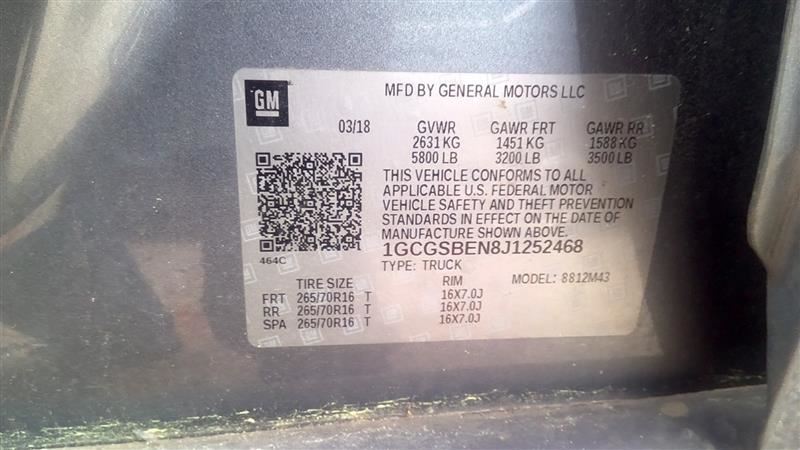 GM
MFD BY GENERAL MOTORS LLC
03/18 GVWR GAWR FRT GAWR RR
2631 KG 1451 KG 1588 KG
5800 LB 3200 LB 3500 LB
THIS VEHICLE CONFORMS TO ALL
APPLICABLE U.S. FEDERAL MOTOR
VEHICLE SAFETY AND THEFT PREVENTION
STANDARDS IN EFFECT ON THE DATE OF
MANUFACTURE SHOWN ABOVE.
464C 1GCGSBEN8J1252468
TYPE: TRUCK
TIRE SIZE RIM MODEL: 8812M43
FRT 265/70R16 T 16X7.0J
RR 265/70R16 T 16X7.0J
SPA 265/70R16 T 16X7.0J